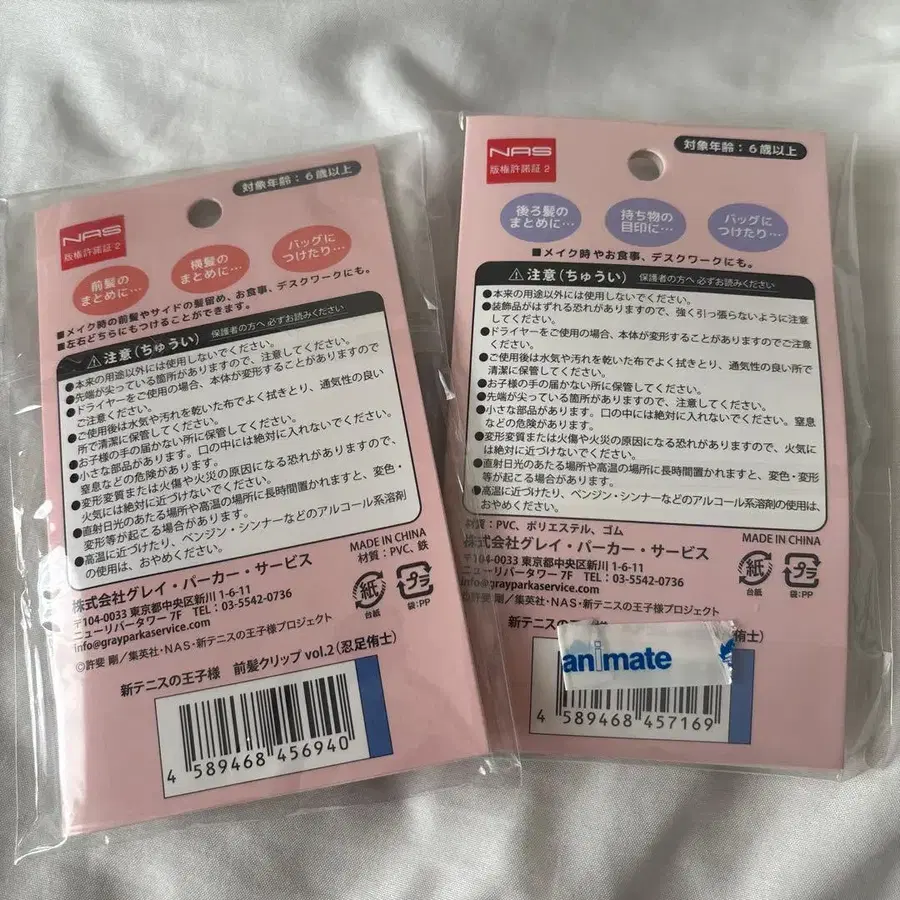 対象年齢：6歳以上
NAS
版権許諾証2
前髪の
まとめに…
横髪の
まとめに…
バッグに
つけたり…
■メイク時の前髪やサイドの髪留め、お食事、デスクワークにも。
■左右どちらにもつけることができます。
注意(ちゅうい) 保護者の方へ 必ずお読みください
●本来の用途以外には使用しないでください。
●先端が尖っている箇所がありますので、注意してください。
●ドライヤーをご使用の場合、本体が変形することがありますので
ご注意ください。
●ご使用後は水気や汚れを乾いた布でよく拭きとり、通気性の良い
所で清潔に保管してください。
●お子様の手の届かない所に保管してください。
●小さな部品があります。口の中には絶対に入れないでください。
窒息などの危険があります。
●変形変質または火傷や火災の原因になる恐れがありますので、
火気には絶対に近づけないでください。
●直射日光のあたる場所や高温の場所に長時間置かれますと、変色・
変形等が起こる場合があります。
●高温に近づけたり、ベンジン・シンナーなどのアルコール系溶剤
の使用は、おやめください。
MADE IN CHINA
材質：PVC、鉄
株式会社グレイ・パーカー・サービス
〒104-0033 東京都中央区新川 1-6-11
ニューリバータワー 7F TEL：03-5542-0736
info@grayparkaservice.com
紙
台紙
プラ
袋:PP
©許斐 剛／集英社・NAS・新テニスの王子様プロジェクト
新テニスの王子様 前髪クリップ vol.2(忍足侑士)
4 589468 456940
対象年齢：6歳以上
NAS
版権許諾証2
後ろ髪の
まとめに…
持ち物の
目印に…
バッグに
つけたり…
■メイク時やお食事、デスクワークにも。
注意(ちゅうい) 保護者の方へ 必ずお読みください
●本来の用途以外には使用しないでください。
●装飾品がはずれる恐れがありますので、強く引っ張らないように注意
してください。
●ドライヤーをご使用の場合、本体が変形することがありますのでご注意
ください。
●ご使用後は水気や汚れを乾いた布でよく拭きとり、通気性の良い所で
清潔に保管してください。
●お子様の手の届かない所に保管してください。
●先端が尖っている箇所がありますので、注意してください。
●小さな部品があります。口の中には絶対に入れないでください。窒息
などの危険があります。
●変形変質または火傷や火災の原因になる恐れがありますので、火気に
は絶対に近づけないでください。
●直射日光のあたる場所や高温の場所に長時間置かれますと、変色・変形
等が起こる場合があります。
●高温に近づけたり、ベンジン・シンナーなどのアルコール系溶剤の使用は、
おやめください。
材質：PVC、ポリエステル、ゴム
MADE IN CHINA
株式会社グレイ・パーカー・サービス
〒104-0033 東京都中央区新川 1-6-11
ニューリバータワー 7F TEL：03-5542-0736
info@grayparkaservice.com
紙
台紙
プラ
袋:PP
許斐 剛／集英社・NAS・新テニスの王子様プロジェクト
新テニスの 侑士)
animate
4 589468 457169